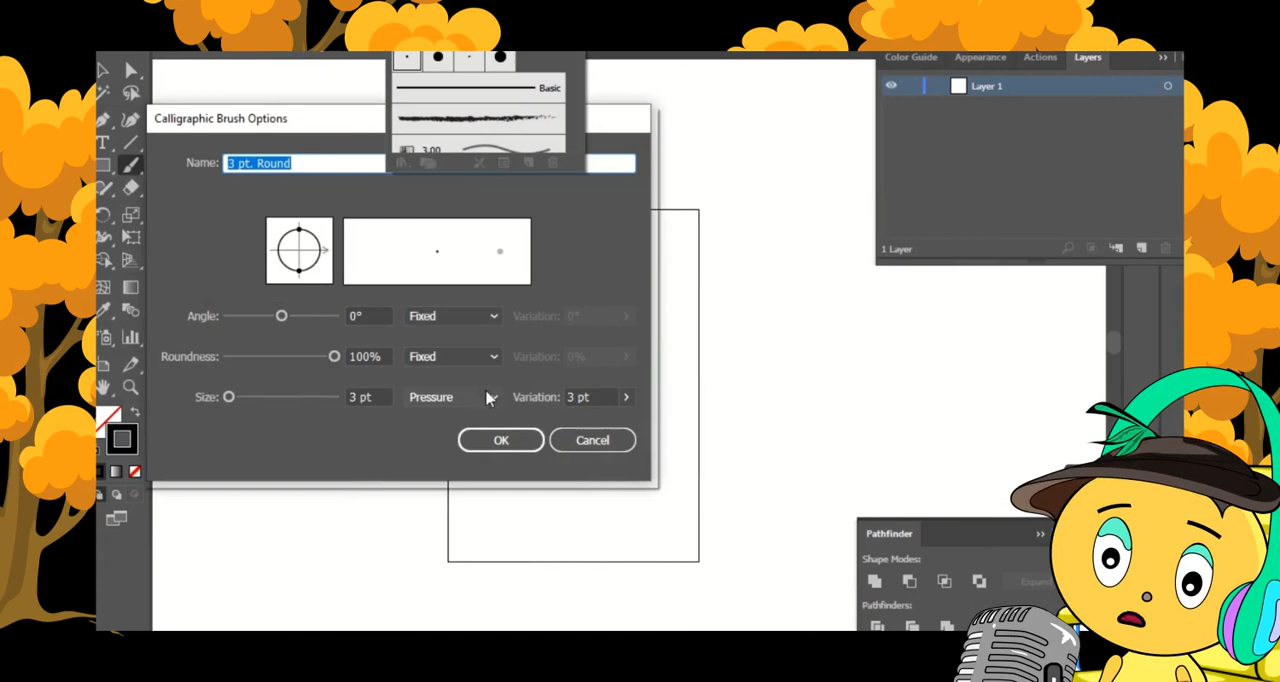 Color Guide Appearance Actions Layers
Layer 1
1 Layer
Basic
3.00
Calligraphic Brush Options
Name: 3 pt. Round
Angle: 0° Fixed Variation: 0°
Roundness: 100% Fixed Variation: 0%
Size: 3 pt Pressure Variation: 3 pt
OK Cancel
Pathfinder
Shape Modes:
Expand
Pathfinders: